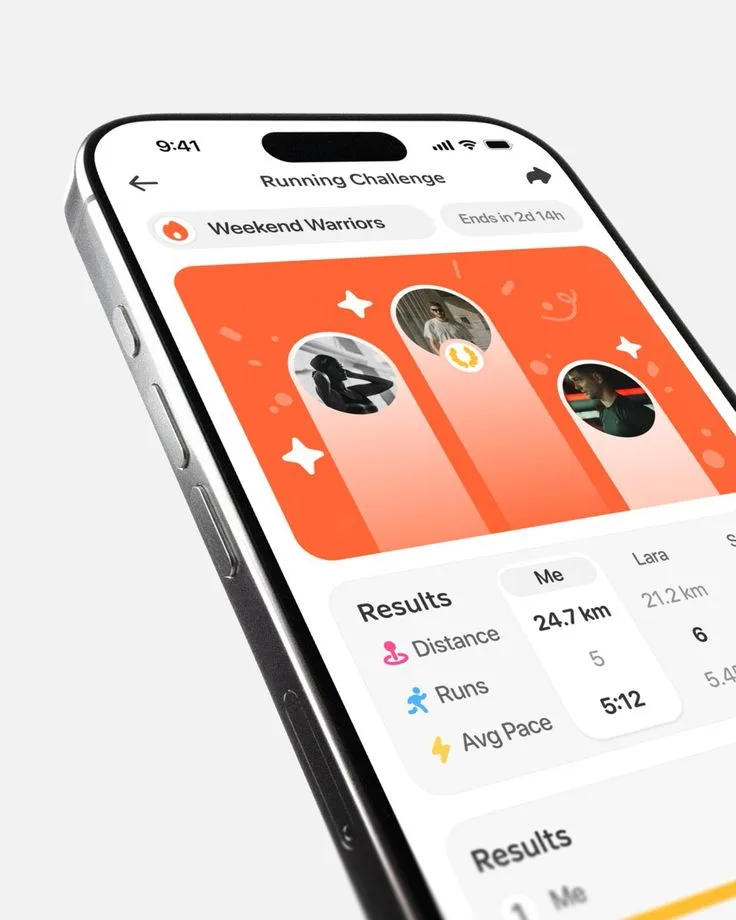 9:41
Running Challenge
Weekend Warriors
Ends in 2d 14h
Results
Me
Lara
Distance
24.7 km
21.2 km
Runs
5
6
Avg Pace
5:12
Results
1
Me